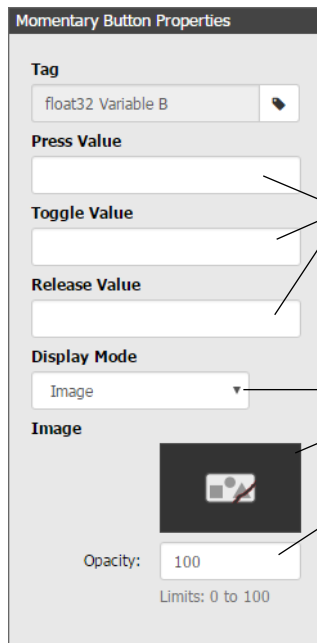 Momentary Button Properties
Tag
float32 Variable B
Press Value
Toggle Value
Release Value
Display Mode
Image
Image
Opacity:
100
Limits: 0 to 100